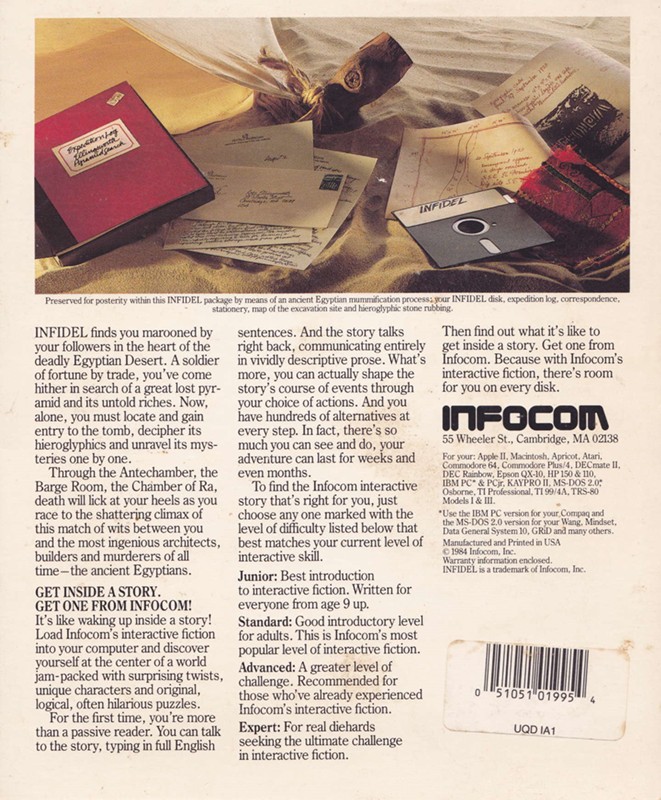 Expedition Log
Pyramid Search
INFIDEL
Preserved for posterity within this INFIDEL package by means of an ancient Egyptian mummification process: your INFIDEL disk, expedition log, correspondence,
stationery, map of the excavation site and hieroglyphic stone rubbing.
INFIDEL finds you marooned by
your followers in the heart of the
deadly Egyptian Desert. A soldier
of fortune by trade, you've come
hither in search of a great lost pyr-
amid and its untold riches. Now,
alone, you must locate and gain
entry to the tomb, decipher its
hieroglyphics and unravel its mys-
teries one by one.
Through the Antechamber, the
Barge Room, the Chamber of Ra,
death will lick at your heels as you
race to the shattering climax of
this match of wits between you
and the most ingenious architects,
builders and murderers of all
time—the ancient Egyptians.
GET INSIDE A STORY.
GET ONE FROM INFOCOM!
It's like waking up inside a story!
Load Infocom's interactive fiction
into your computer and discover
yourself at the center of a world
jam-packed with surprising twists,
unique characters and original,
logical, often hilarious puzzles.
For the first time, you're more
than a passive reader. You can talk
to the story, typing in full English
sentences. And the story talks
right back, communicating entirely
in vividly descriptive prose. What's
more, you can actually shape the
story's course of events through
your choice of actions. And you
have hundreds of alternatives at
every step. In fact, there's so
much you can see and do, your
adventure can last for weeks and
even months.
To find the Infocom interactive
story that's right for you, just
choose any one marked with the
level of difficulty listed below that
best matches your current level of
interactive skill.
Junior: Best introduction
to interactive fiction. Written for
everyone from age 9 up.
Standard: Good introductory level
for adults. This is Infocom's most
popular level of interactive fiction.
Advanced: A greater level of
challenge. Recommended for
those who've already experienced
Infocom's interactive fiction.
Expert: For real diehards
seeking the ultimate challenge
in interactive fiction.
Then find out what it's like to
get inside a story. Get one from
Infocom. Because with Infocom's
interactive fiction, there's room
for you on every disk.
INFOCOM
55 Wheeler St., Cambridge, MA 02138
For your: Apple II, Macintosh, Apricot, Atari,
Commodore 64, Commodore Plus/4, DECmate II,
DEC Rainbow, Epson QX-10, HP 150 & 110,
IBM PC* & PCjr, KAYPRO II, MS-DOS 2.0,*
Osborne, TI Professional, TI 99/4A, TRS-80
Models I & III.
*Use the IBM PC version for your Compaq and
the MS-DOS 2.0 version for your Wang, Mindset,
Data General System 10, GRiD and many others.
Manufactured and Printed in USA
© 1984 Infocom, Inc.
Warranty information enclosed.
INFIDEL is a trademark of Infocom, Inc.
0 51051 01995 4
UQD IA1